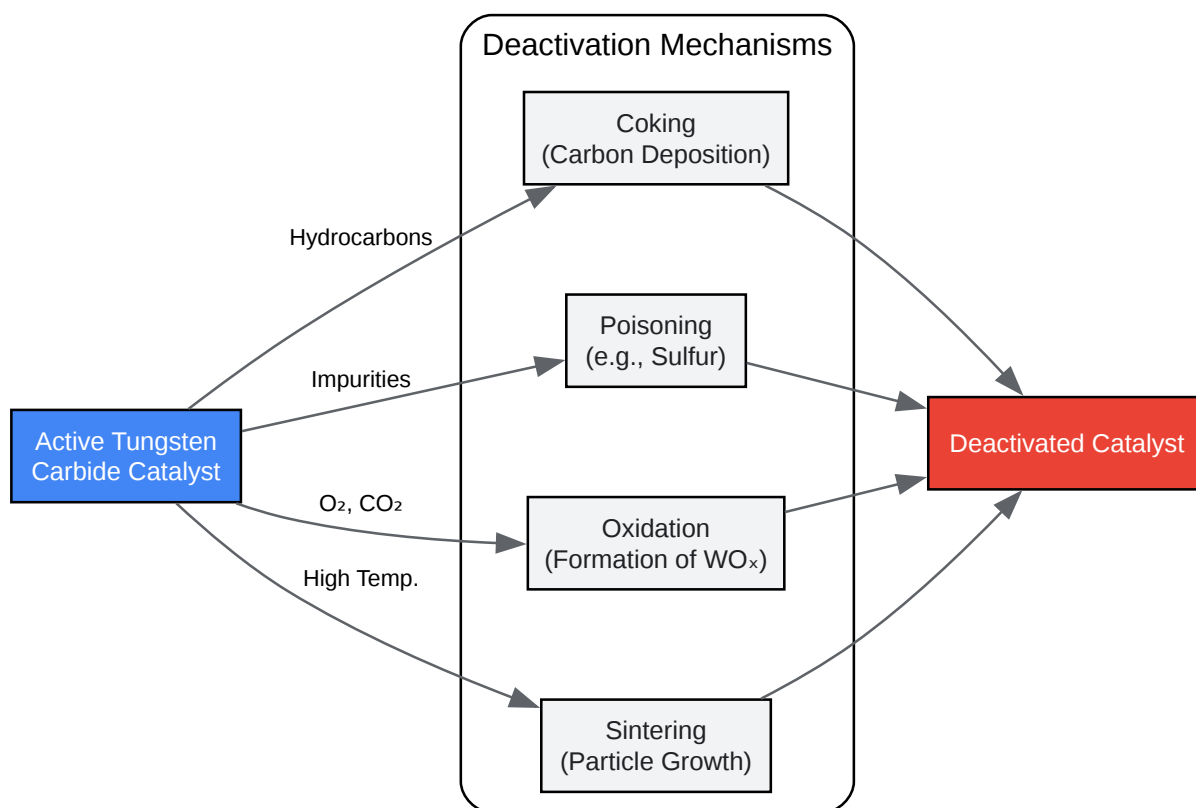 Deactivation Mechanisms
Coking
(Carbon Deposition)
Hydrocarbons
Poisoning
(e.g., Sulfur)
Impurities
Active Tungsten
Carbide Catalyst
Deactivated Catalyst
O₂, CO₂
Oxidation
(Formation of WOₓ)
High Temp.
Sintering
(Particle Growth)